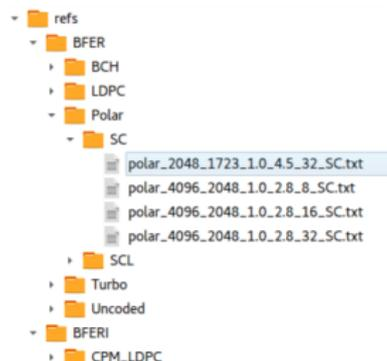 refs
BFER
BCH
LDPC
Polar
SC
polar_2048_1723_1.0_4.5_32_SC.txt
polar_4096_2048_1.0_2.8_8_SC.txt
polar_4096_2048_1.0_2.8_16_SC.txt
polar_4096_2048_1.0_2.8_32_SC.txt
SCL
Turbo
Uncoded
BFERI
CPM_LDPC